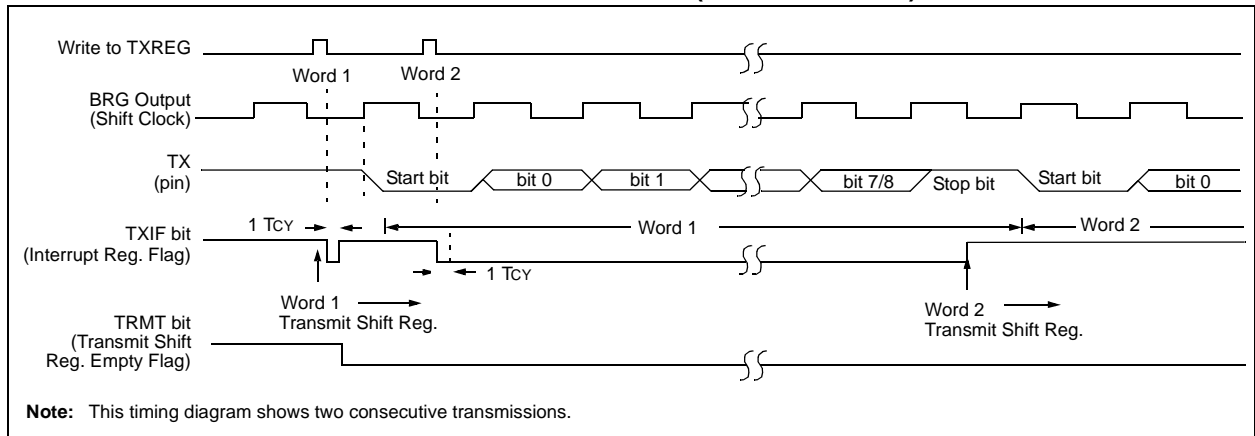 Write to TXREG
Word 1 Word 2
BRG Output
(Shift Clock)
TX
(pin)
Start bit bit 0 bit 1 bit 7/8 Stop bit Start bit bit 0
1 TCY Word 1 Word 2
TXIF bit
(Interrupt Reg. Flag)
1 TCY
Word 1
Transmit Shift Reg.
Word 2
Transmit Shift Reg.
TRMT bit
(Transmit Shift
Reg. Empty Flag)
Note: This timing diagram shows two consecutive transmissions.